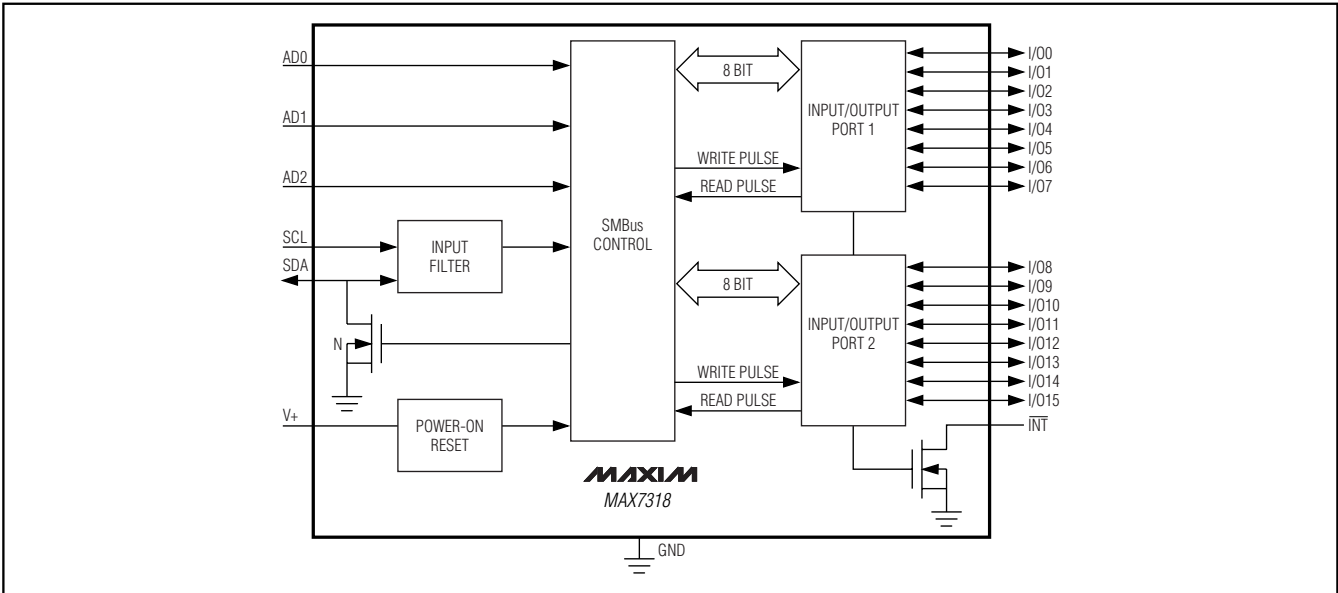 AD0
AD1
AD2
SCL
SDA
N
V+
INPUT
FILTER
POWER-ON
RESET
SMBus
CONTROL
8 BIT
WRITE PULSE
READ PULSE
8 BIT
WRITE PULSE
READ PULSE
INPUT/OUTPUT
PORT 1
INPUT/OUTPUT
PORT 2
I/O0
I/O1
I/O2
I/O3
I/O4
I/O5
I/O6
I/O7
I/O8
I/O9
I/O10
I/O11
I/O12
I/O13
I/O14
I/O15
INT
MAXIM
MAX7318
GND